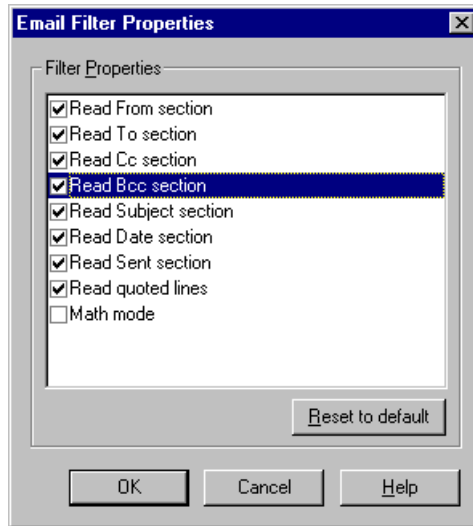 Email Filter Properties
Filter Properties
Read From section
Read To section
Read Cc section
Read Bcc section
Read Subject section
Read Date section
Read Sent section
Read quoted lines
Math mode
Reset to default
OK Cancel Help